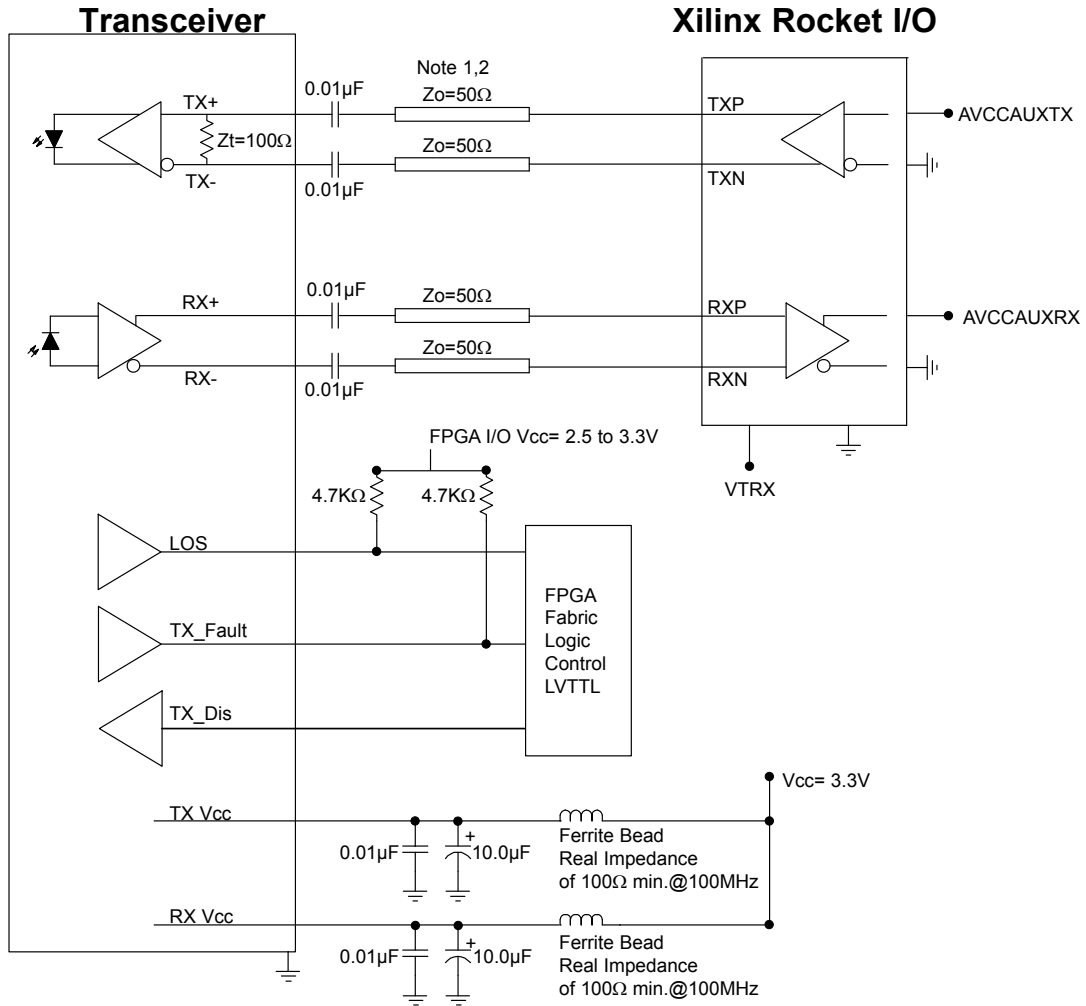 Transceiver
Xilinx Rocket I/O
Note 1,2
0.01µF
Zo=50Ω
TX+
TXP
AVCCAUXTX
Zt=100Ω
Zo=50Ω
TX-
0.01µF
TXN
0.01µF
Zo=50Ω
RX+
RXP
AVCCAUXRX
Zo=50Ω
RX-
0.01µF
RXN
FPGA I/O Vcc= 2.5 to 3.3V
4.7KΩ
4.7KΩ
VTRX
LOS
FPGA
Fabric
Logic
Control
LVTTL
TX_Fault
TX_Dis
Vcc= 3.3V
TX Vcc
0.01µF
+
10.0µF
Ferrite Bead
Real Impedance
of 100Ω min.@100MHz
RX Vcc
0.01µF
+
10.0µF
Ferrite Bead
Real Impedance
of 100Ω min.@100MHz